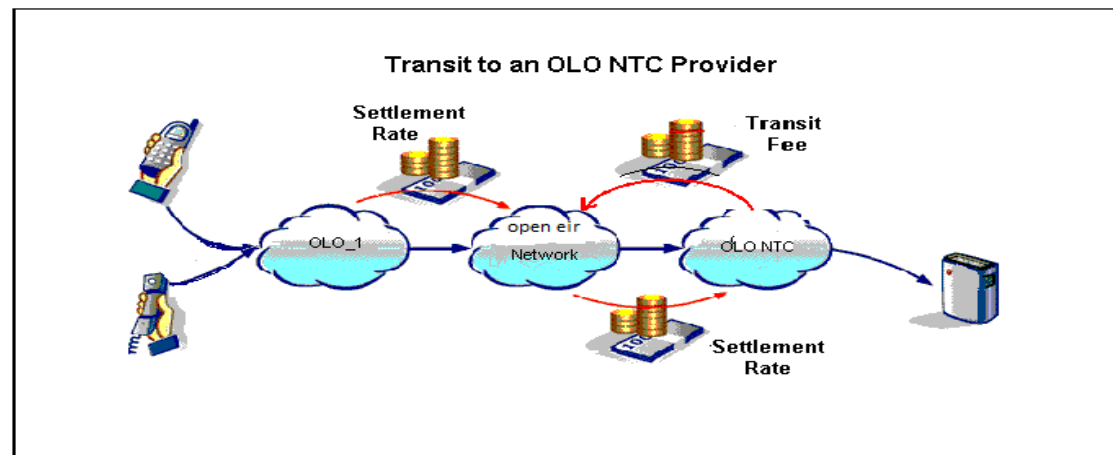 Transit to an OLO NTC Provider
Settlement
Rate
Transit
Fee
OLO_1
open eir
Network
OLO NTC
Settlement
Rate